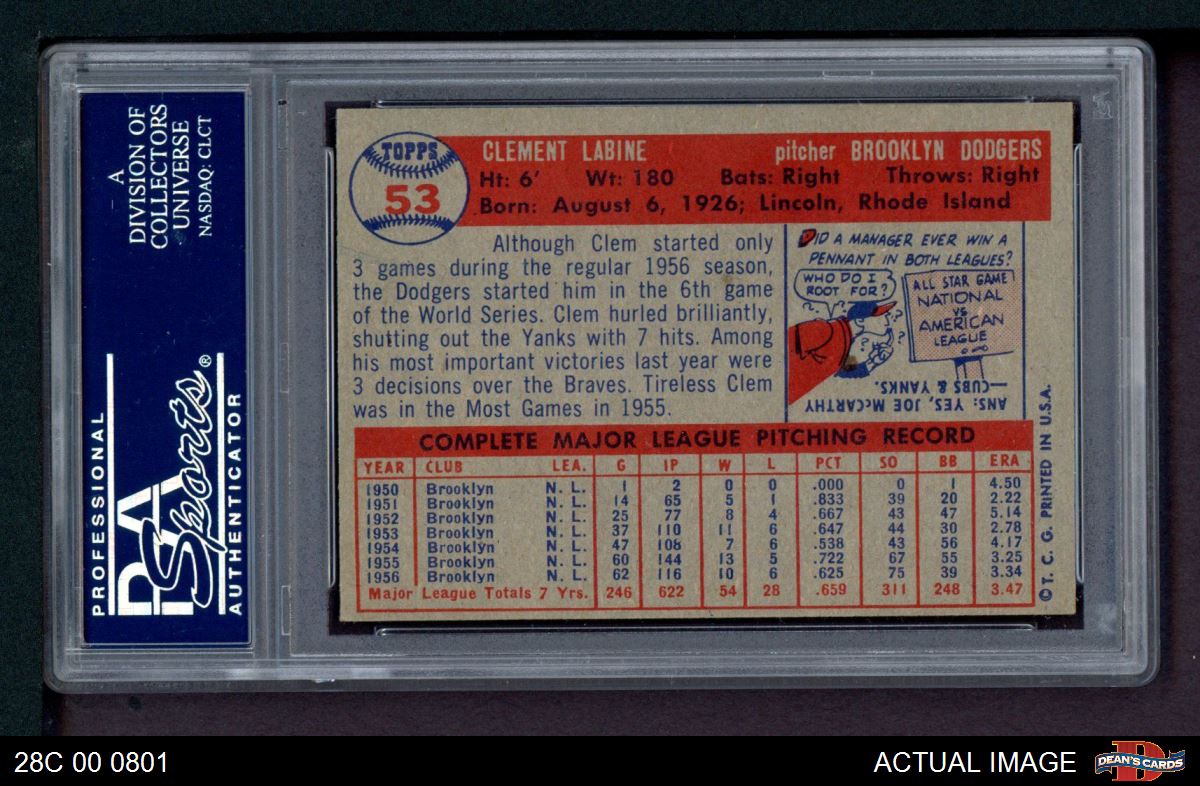 A
DIVISION OF
COLLECTORS
UNIVERSE
NASDAQ: CLCT
PROFESSIONAL
PSA
Sports®
AUTHENTICATOR
TOPPS
53
CLEMENT LABINE pitcher BROOKLYN DODGERS
Ht: 6' Wt: 180 Bats: Right Throws: Right
Born: August 6, 1926; Lincoln, Rhode Island
Although Clem started only
3 games during the regular 1956 season,
the Dodgers started him in the 6th game
of the World Series. Clem hurled brilliantly,
shutting out the Yanks with 7 hits. Among
his most important victories last year were
3 decisions over the Braves. Tireless Clem
was in the Most Games in 1955.
DID A MANAGER EVER WIN A
PENNANT IN BOTH LEAGUES?
WHO DO I
ROOT FOR?
ALL STAR GAME
NATIONAL
VS
AMERICAN
LEAGUE
ANS: YES, JOE McCARTHY
—CUBS & YANKS.
COMPLETE MAJOR LEAGUE PITCHING RECORD
YEAR CLUB LEA. G IP W L PCT SO BB ERA
1950 Brooklyn N. L. 1 2 0 0 .000 0 1 4.50
1951 Brooklyn N. L. 14 65 5 1 .833 39 20 2.22
1952 Brooklyn N. L. 25 77 8 4 .667 43 47 5.14
1953 Brooklyn N. L. 37 110 11 6 .647 44 30 2.78
1954 Brooklyn N. L. 47 108 7 6 .538 43 56 4.17
1955 Brooklyn N. L. 60 144 13 5 .722 67 55 3.25
1956 Brooklyn N. L. 62 116 10 6 .625 75 39 3.34
Major League Totals 7 Yrs. 246 622 54 28 .659 311 248 3.47
© T. C. G. PRINTED IN U.S.A.
28C 00 0801
ACTUAL IMAGE
D
DEAN'S CARDS